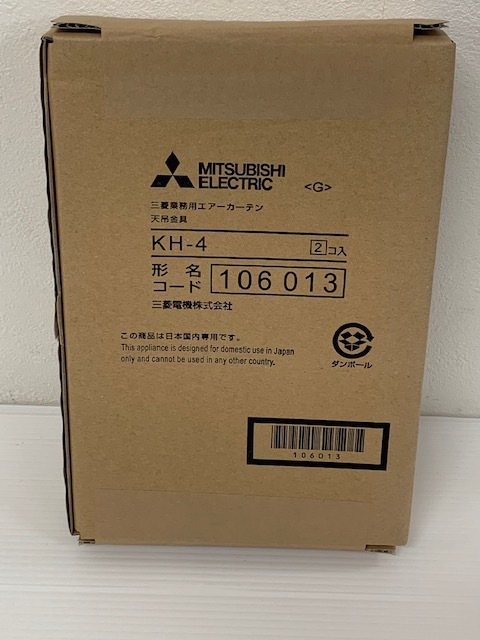 MITSUBISHI
ELECTRIC
<G>
三菱業務用エアーカーテン
天吊金具
KH-4 2コ入
形名
コード 106 013
三菱電機株式会社
この商品は日本国内専用です。
This appliance is designed for domestic use in Japan
only and cannot be used in any other country.
ダンボール
106013